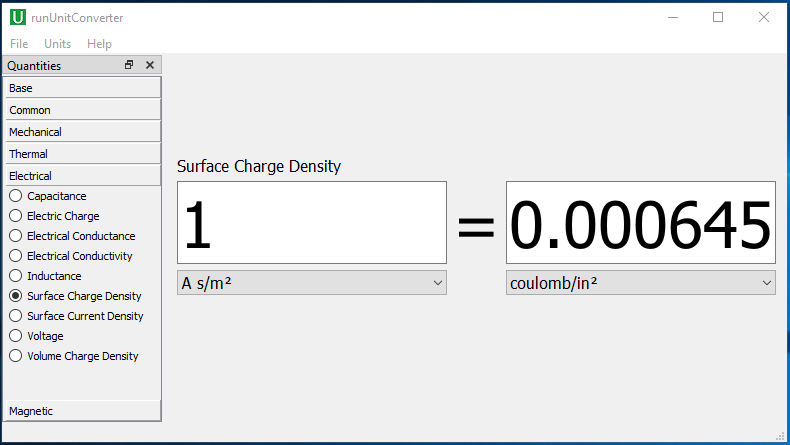 U runUnitConverter
File Units Help
Quantities
Base
Common
Mechanical
Thermal
Electrical
Capacitance
Electric Charge
Electrical Conductance
Electrical Conductivity
Inductance
Surface Charge Density
Surface Current Density
Voltage
Volume Charge Density
Magnetic
Surface Charge Density
1 = 0.000645
A s/m² coulomb/in²